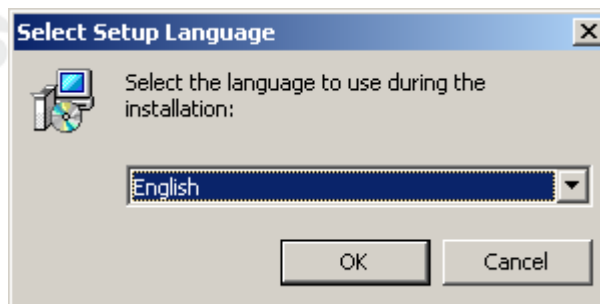 Select Setup Language
Select the language to use during the
installation:
English
OK
Cancel